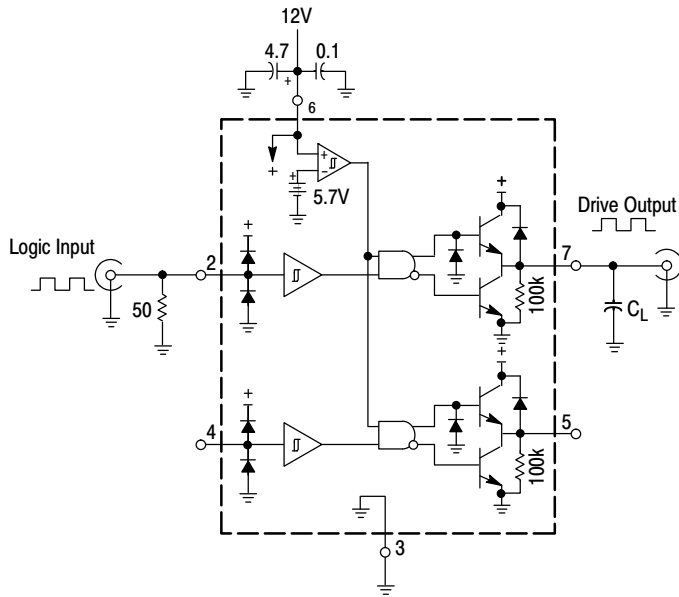 12V
4.7
0.1
+
6
+
+
-
+
5.7V
+
Drive Output
Logic Input
+
2
7
50
100k
CL
+
+
4
5
100k
3